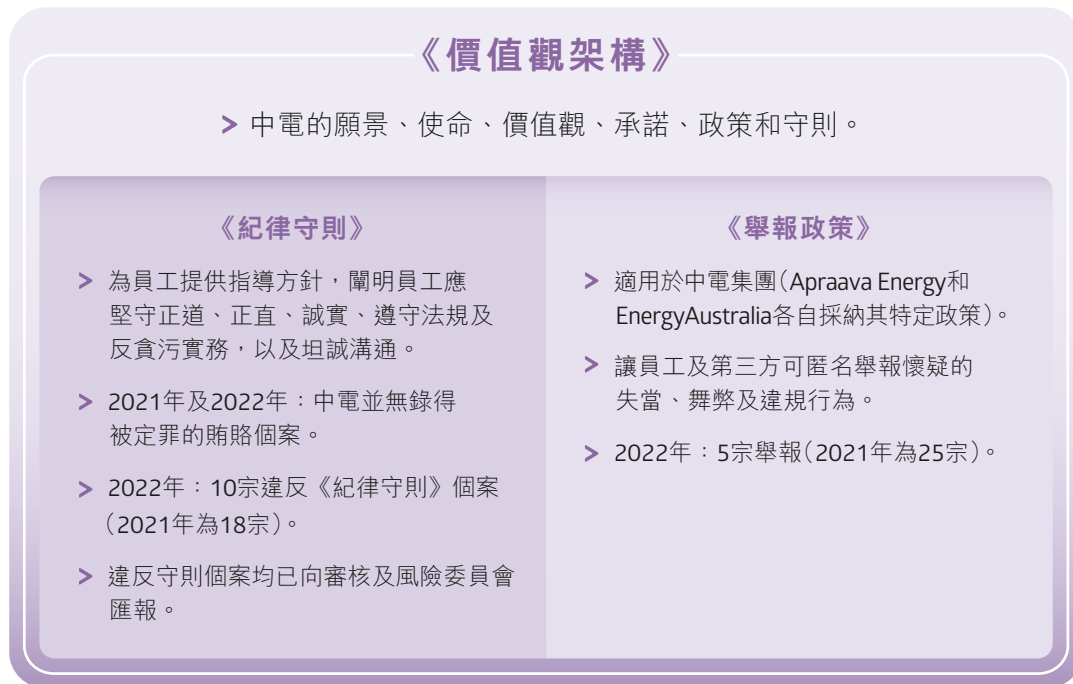 《價值觀架構》
> 中電的願景、使命、價值觀、承諾、政策和守則。
《紀律守則》
> 為員工提供指導方針，闡明員工應
堅守正道、正直、誠實、遵守法規及
反貪污實務，以及坦誠溝通。
> 2021年及2022年：中電並無錄得
被定罪的賄賂個案。
> 2022年：10宗違反《紀律守則》個案
（2021年為18宗）。
> 違反守則個案均已向審核及風險委員會
匯報。
《舉報政策》
> 適用於中電集團（Apraava Energy和
EnergyAustralia各自採納其特定政策）。
> 讓員工及第三方可匿名舉報懷疑的
失當、舞弊及違規行為。
> 2022年：5宗舉報（2021年為25宗）。